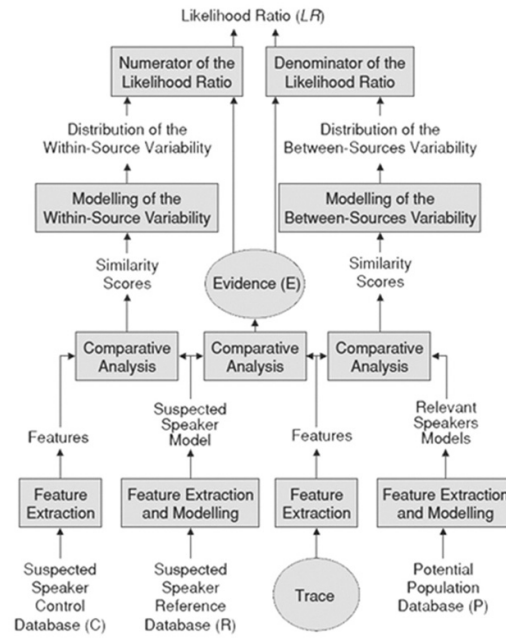 Likelihood Ratio (LR)
Numerator of the
Likelihood Ratio
Denominator of the
Likelihood Ratio
Distribution of the
Within-Source Variability
Distribution of the
Between-Sources Variability
Modelling of the
Within-Source Variability
Modelling of the
Between-Sources Variability
Similarity
Scores
Evidence (E)
Similarity
Scores
Comparative
Analysis
Comparative
Analysis
Comparative
Analysis
Features
Suspected
Speaker
Model
Features
Relevant
Speakers
Models
Feature
Extraction
Feature Extraction
and Modelling
Feature
Extraction
Feature Extraction
and Modelling
Suspected
Speaker
Control
Database (C)
Suspected
Speaker
Reference
Database (R)
Trace
Potential
Population
Database (P)